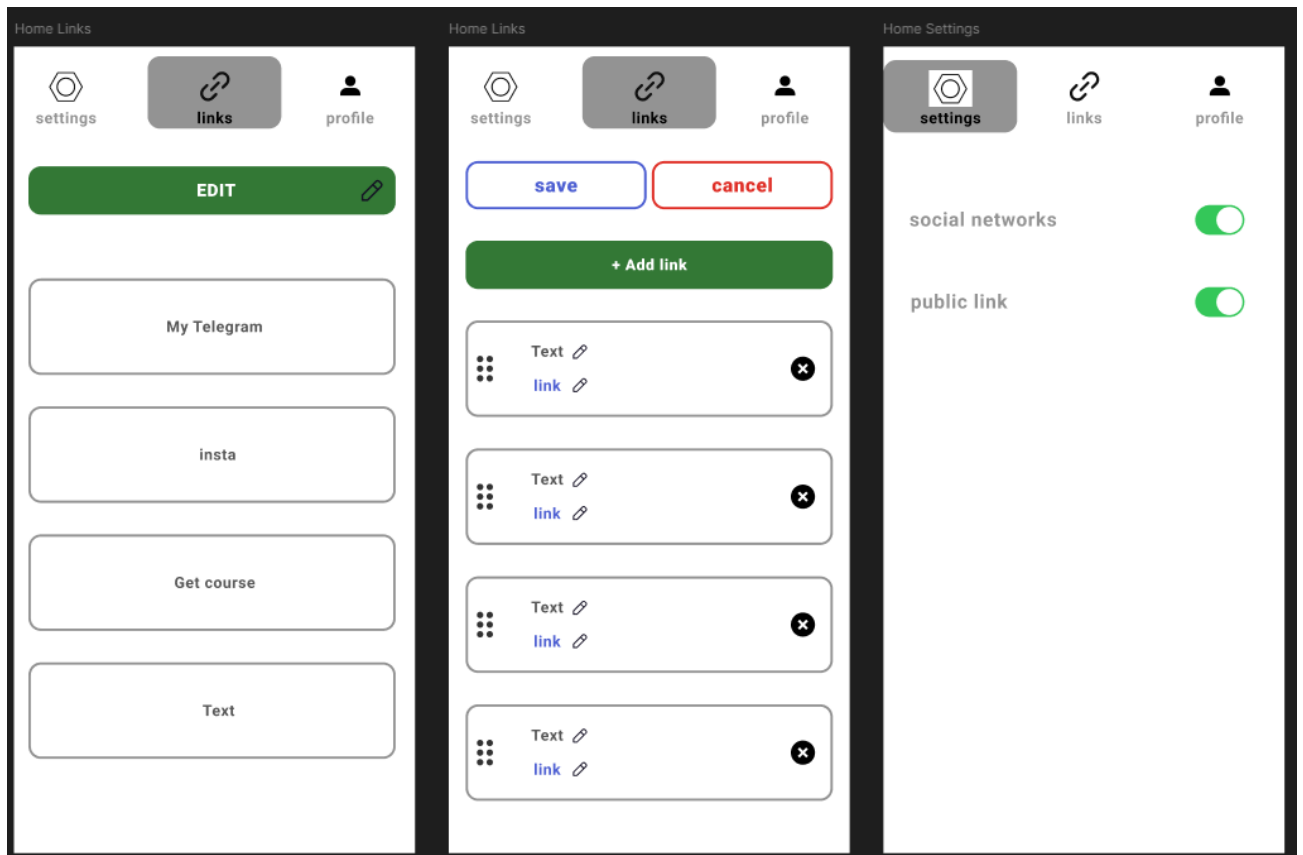 Home Links
settings
links
profile
EDIT
My Telegram
insta
Get course
Text
Home Links
settings
links
profile
save
cancel
+ Add link
Text
link
Text
link
Text
link
Text
link
Home Settings
settings
links
profile
social networks
public link